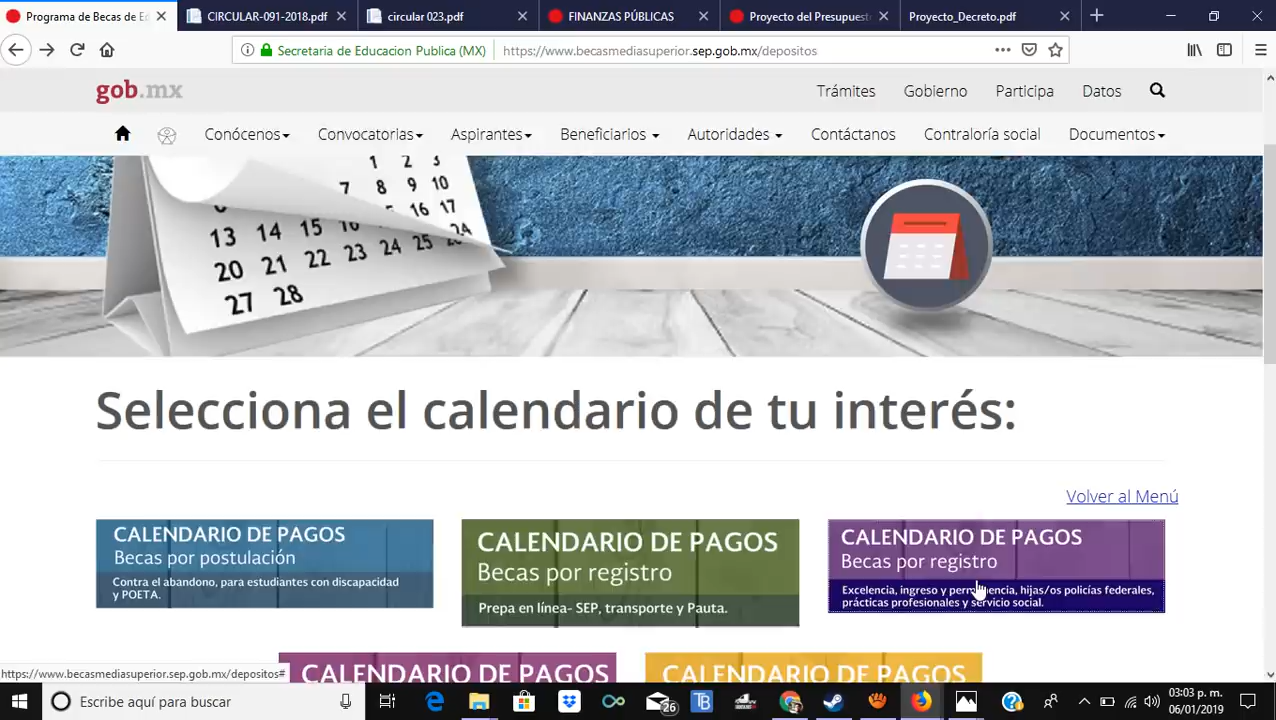 Programa de Becas de Ed
CIRCULAR-091-2018.pdf
circular 023.pdf
FINANZAS PÚBLICAS
Proyecto del Presupuest
Proyecto_Decreto.pdf
Secretaria de Educacion Publica (MX)
https://www.becasmediasuperior.sep.gob.mx/depositos
gob.mx
Trámites
Gobierno
Participa
Datos
Conócenos
Convocatorias
Aspirantes
Beneficiarios
Autoridades
Contáctanos
Contraloría social
Documentos
1 2 3
7 8 9 10
16 17
13 14 15 16 24
20 21 22 23 24 25
27 28
Selecciona el calendario de tu interés:
Volver al Menú
CALENDARIO DE PAGOS
Becas por postulación
Contra el abandono, para estudiantes con discapacidad
y POETA.
CALENDARIO DE PAGOS
Becas por registro
Prepa en línea- SEP, transporte y Pauta.
CALENDARIO DE PAGOS
Becas por registro
Excelencia, ingreso y permanencia, hijas/os policías federales,
prácticas profesionales y servicio social.
CALENDARIO DE PAGOS
CALENDARIO DE PAGOS
https://www.becasmediasuperior.sep.gob.mx/depositos#
Escribe aquí para buscar
26
TB
03:03 p. m.
06/01/2019